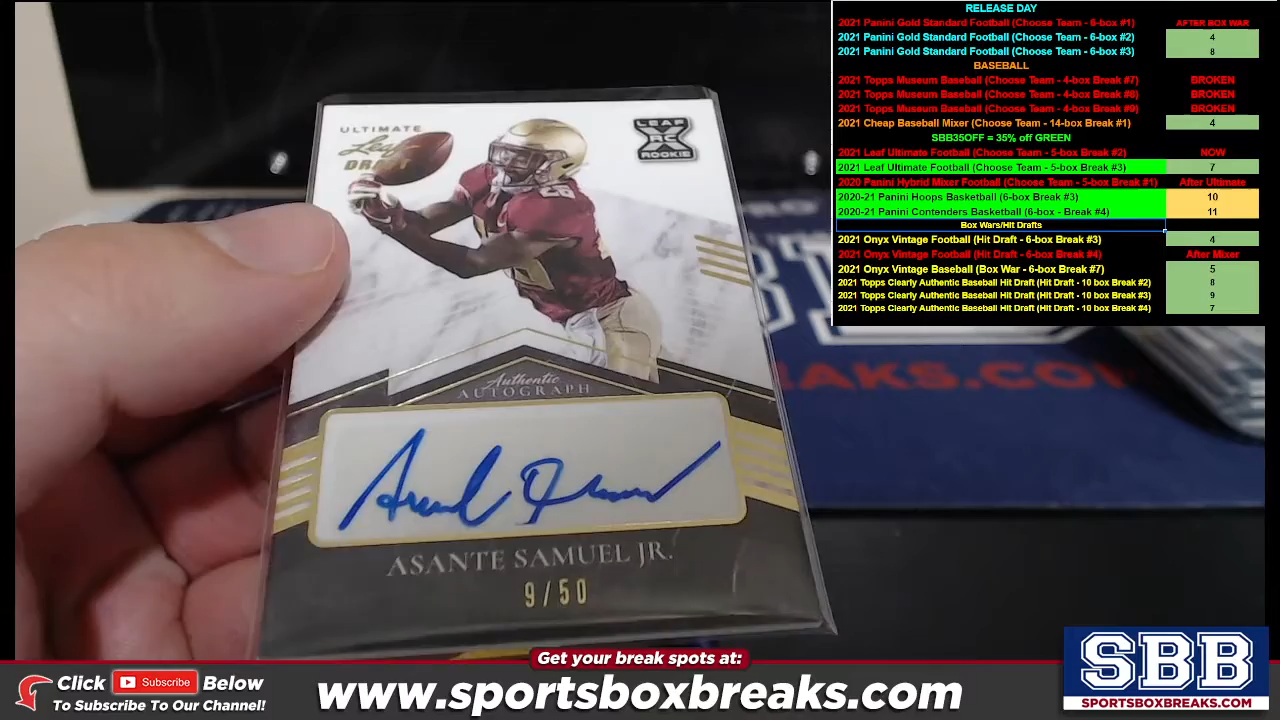 RELEASE DAY
2021 Panini Gold Standard Football (Choose Team - 6-box #1) AFTER BOX WAR
2021 Panini Gold Standard Football (Choose Team - 6-box #2) 4
2021 Panini Gold Standard Football (Choose Team - 6-box #3) 8
BASEBALL
2021 Topps Museum Baseball (Choose Team - 4-box Break #7) BROKEN
2021 Topps Museum Baseball (Choose Team - 4-box Break #8) BROKEN
2021 Topps Museum Baseball (Choose Team - 4-box Break #9) BROKEN
2021 Cheap Baseball Mixer (Choose Team - 14-box Break #1) 4
SBB35OFF = 35% off GREEN
2021 Leaf Ultimate Football (Choose Team - 5-box Break #2) NOW
2021 Leaf Ultimate Football (Choose Team - 5-box Break #3) 7
2020 Panini Hybrid Mixer Football (Choose Team - 5-box Break #1) After Ultimate
2020-21 Panini Hoops Basketball (6-box Break #3) 10
2020-21 Panini Contenders Basketball (6-box - Break #4) 11
Box Wars/Hit Drafts
2021 Onyx Vintage Football (Hit Draft - 6-box Break #3) 4
2021 Onyx Vintage Football (Hit Draft - 6-box Break #4) After Mixer
2021 Onyx Vintage Baseball (Box War - 6-box Break #7) 5
2021 Topps Clearly Authentic Baseball Hit Draft (Hit Draft - 10 box Break #2) 8
2021 Topps Clearly Authentic Baseball Hit Draft (Hit Draft - 10 box Break #3) 9
2021 Topps Clearly Authentic Baseball Hit Draft (Hit Draft - 10 box Break #4) 7
ULTIMATE
Leaf
LEAF
RC
ROOKIE
Authentic
AUTOGRAPH
ASANTE SAMUEL JR.
9/50
EAKS.COM
Get your break spots at:
Click Subscribe Below
To Subscribe To Our Channel!
www.sportsboxbreaks.com
SBB
SPORTSBOXBREAKS.COM